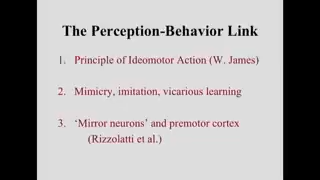 The Perception-Behavior Link
1. Principle of Ideomotor Action (W. James)
2. Mimicry, imitation, vicarious learning
3. ‘Mirror neurons’ and premotor cortex
(Rizzolatti et al.)